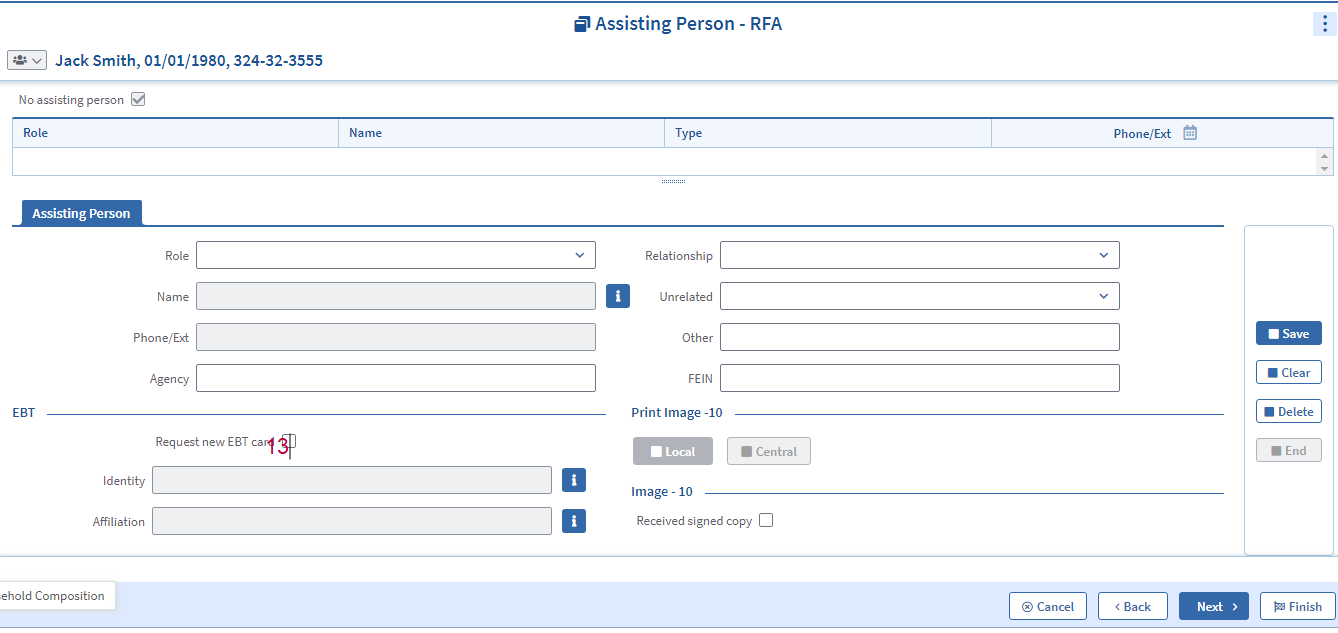 Assisting Person - RFA
Jack Smith, 01/01/1980, 324-32-3555
No assisting person
Role Name Type Phone/Ext
Assisting Person
Role Relationship
Name Unrelated
Phone/Ext Other
Agency FEIN
Save
Clear
Delete
End
EBT Print Image -10
Request new EBT card 13
Local Central
Identity
Image - 10
Affiliation Received signed copy
sehold Composition
Cancel Back Next Finish